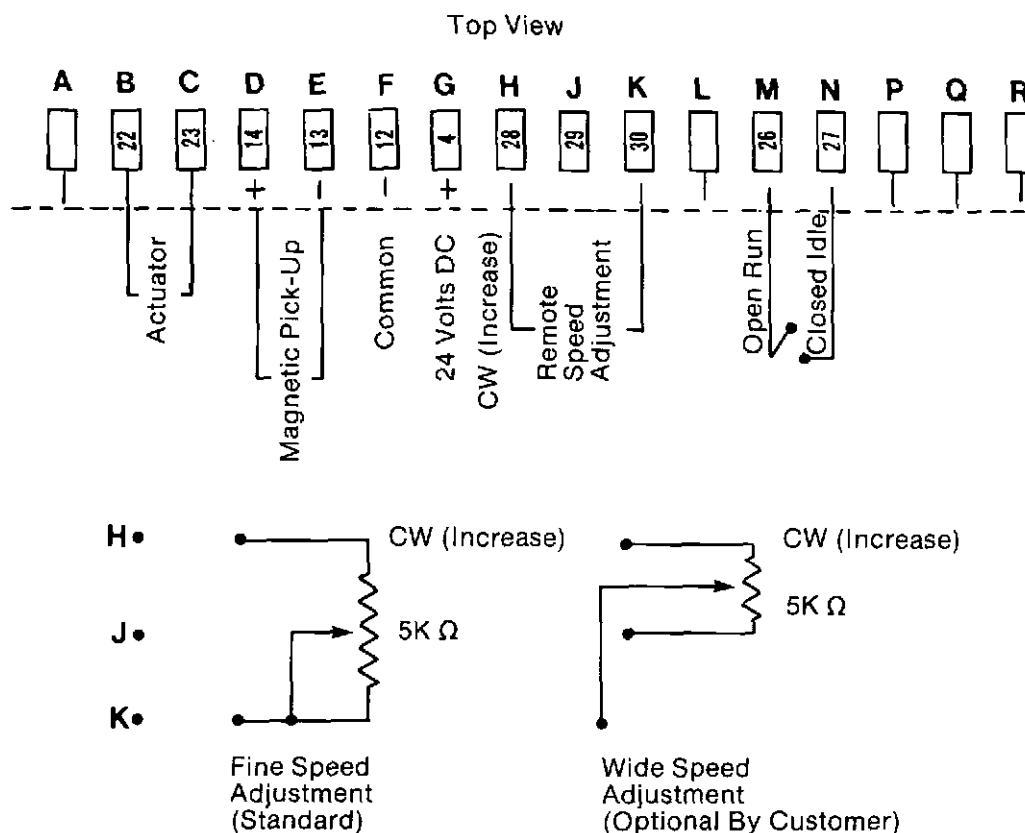 Top View
A B C D E F G H J K L M N P Q R
22 23 14 13 12 4 28 29 30 26 27
+ - - +
Actuator
Magnetic Pick-Up
Common
24 Volts DC
CW (Increase)
Remote
Speed
Adjustment
Open Run
Closed Idle
H
CW (Increase)
CW (Increase)
J
5K Ω
5K Ω
K
Fine Speed
Adjustment
(Standard)
Wide Speed
Adjustment
(Optional By Customer)